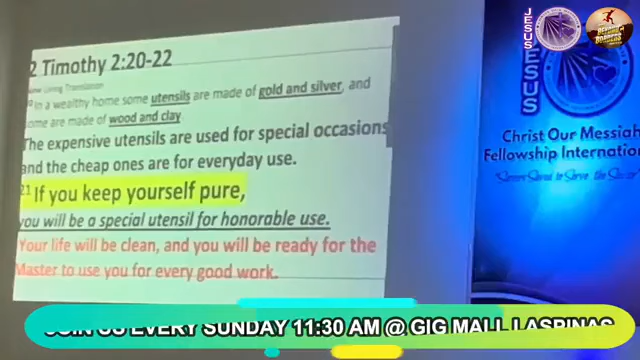 2 Timothy 2:20-22
New Living Translation
20 In a wealthy home some utensils are made of gold and silver, and
some are made of wood and clay.
The expensive utensils are used for special occasions
and the cheap ones are for everyday use.
21 If you keep yourself pure,
you will be a special utensil for honorable use.
Your life will be clean, and you will be ready for the
Master to use you for every good work.
JESUS
JESUS
Christ Our Messiah
Fellowship Internation
JOIN US EVERY SUNDAY 11:30 AM @ GIG MALL LASPINAS